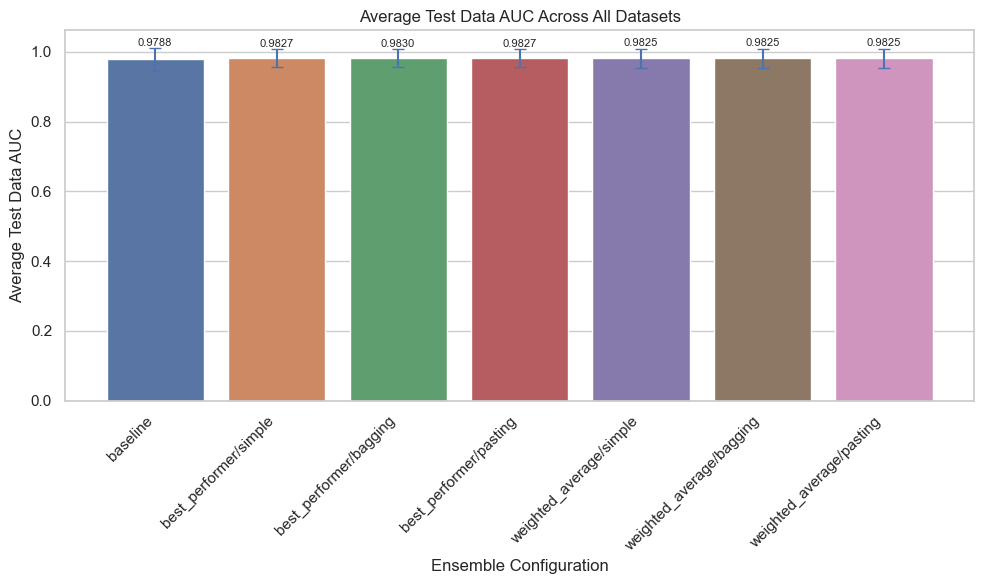 Average Test Data AUC Across All Datasets
0.9788 0.9827 0.9830 0.9827 0.9825 0.9825 0.9825
1.0
0.8
0.6
0.4
0.2
0.0
Average Test Data AUC
baseline
best_performer/simple
best_performer/bagging
best_performer/pasting
weighted_average/simple
weighted_average/bagging
weighted_average/pasting
Ensemble Configuration